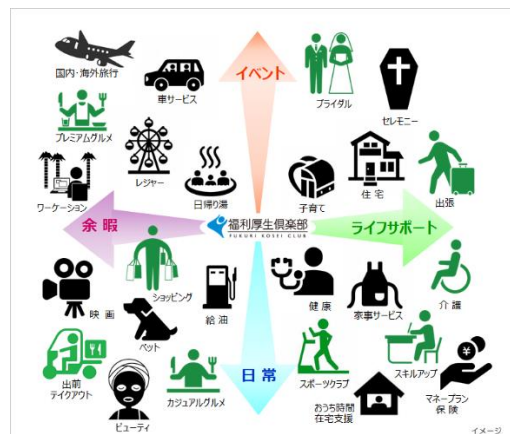 国内・海外旅行
車サービス
イベント
ブライダル
セレモニー
プレミアムグルメ
レジャー
日帰り湯
子育て
住宅
出張
ワーケーション
余暇
福利厚生倶楽部
FUKURI KOSEI CLUB
ライフサポート
映画
ショッピング
給油
健康
家事サービス
介護
ペット
出前
テイクアウト
ビューティ
カジュアルグルメ
日常
スポーツクラブ
おうち時間
在宅支援
スキルアップ
マネープラン
保険
¥
イメージ